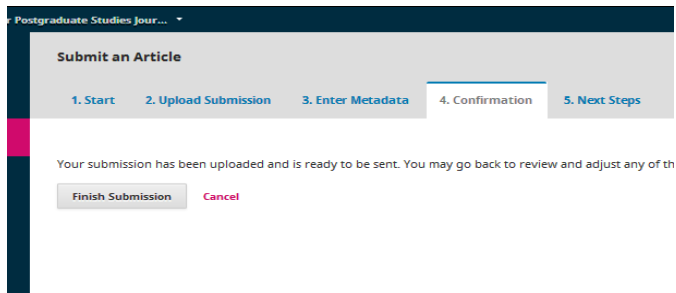 r Postgraduate Studies Jour...
Submit an Article
1. Start 2. Upload Submission 3. Enter Metadata 4. Confirmation 5. Next Steps
Your submission has been uploaded and is ready to be sent. You may go back to review and adjust any of th
Finish Submission Cancel